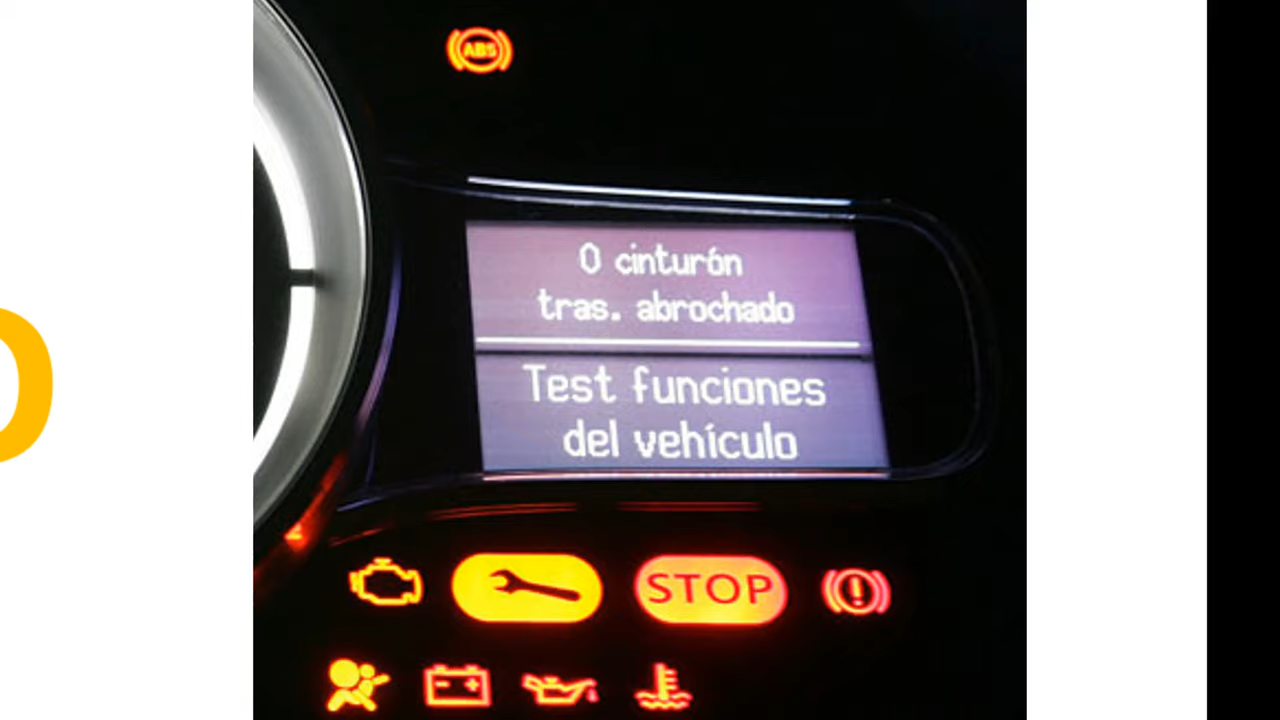 ABS
0 cinturón
tras. abrochado
Test funciones
del vehículo
STOP